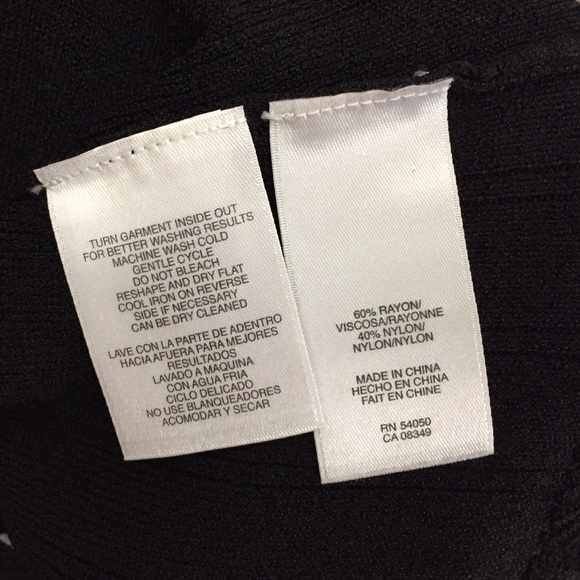 TURN GARMENT INSIDE OUT
FOR BETTER WASHING RESULTS
MACHINE WASH COLD
GENTLE CYCLE
DO NOT BLEACH
RESHAPE AND DRY FLAT
COOL IRON ON REVERSE
SIDE IF NECESSARY
CAN BE DRY CLEANED
LAVE CON LA PARTE DE ADENTRO
HACIA AFUERA PARA MEJORES
RESULTADOS
LAVADO A MAQUINA
CON AGUA FRIA
CICLO DELICADO
NO USE BLANQUEADORES
ACOMODAR Y SECAR
60% RAYON/
VISCOSA/RAYONNE
40% NYLON/
NYLON/NYLON
MADE IN CHINA
HECHO EN CHINA
FAIT EN CHINE
RN 54050
CA 08349